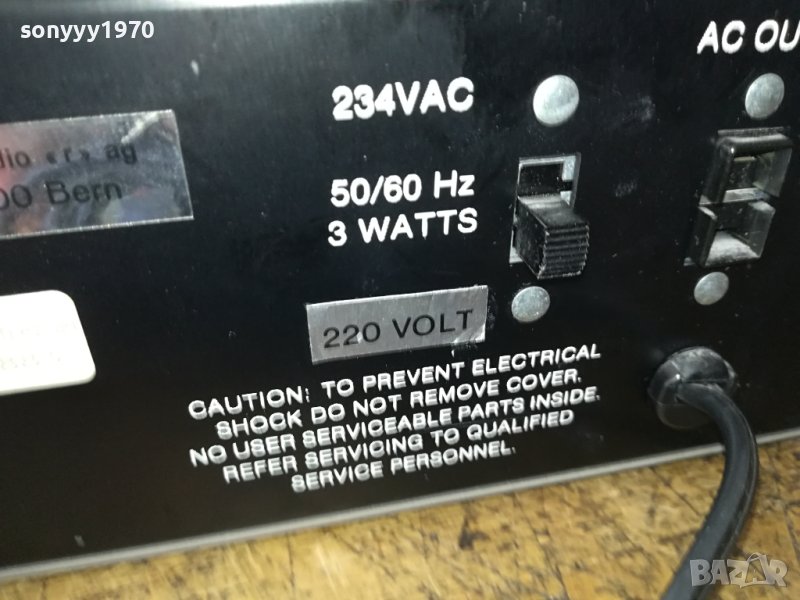 sonyyy1970
AC OU
234VAC
dio «r» ag
00 Bern
50/60 Hz
3 WATTS
220 VOLT
CAUTION: TO PREVENT ELECTRICAL
SHOCK DO NOT REMOVE COVER.
NO USER SERVICEABLE PARTS INSIDE.
REFER SERVICING TO QUALIFIED
SERVICE PERSONNEL.
BAZAR